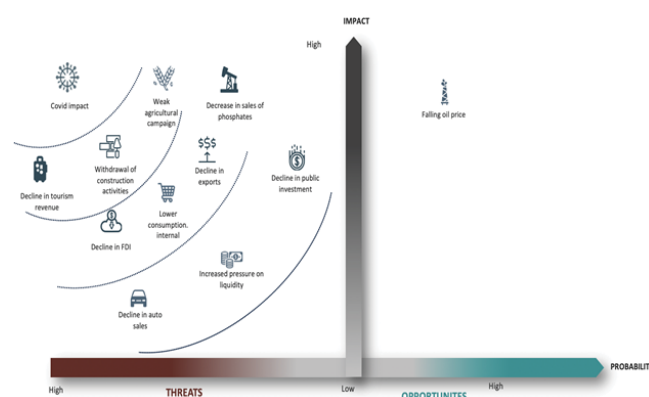 IMPACT
High
Covid impact
Weak
agricultural
campaign
Decrease in sales of
phosphates
Falling oil price
Withdrawal of
construction
activities
$$$
Decline in
exports
Decline in public
investment
Decline in tourism
revenue
Lower
consumption.
internal
Decline in FDI
Increased pressure on
liquidity
Decline in auto
sales
PROBABILIT
High
THREATS
Low
OPPORTUNITES
High